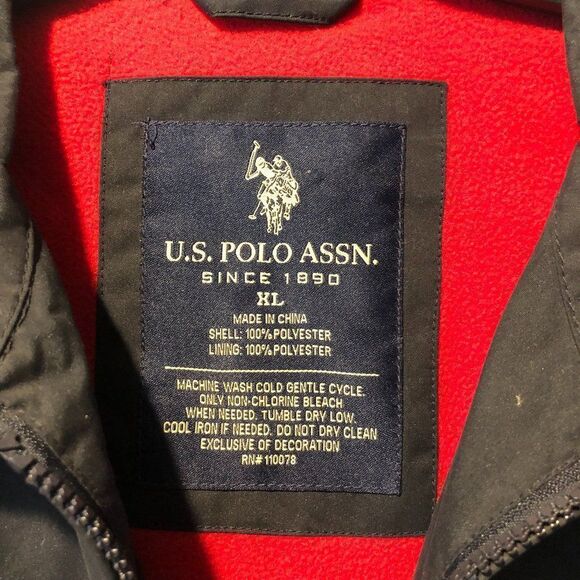 U.S. POLO ASSN.
SINCE 1890
XL
MADE IN CHINA
SHELL: 100% POLYESTER
LINING: 100% POLYESTER
MACHINE WASH COLD GENTLE CYCLE.
ONLY NON-CHLORINE BLEACH
WHEN NEEDED. TUMBLE DRY LOW.
COOL IRON IF NEEDED. DO NOT DRY CLEAN
EXCLUSIVE OF DECORATION
RN# 110078